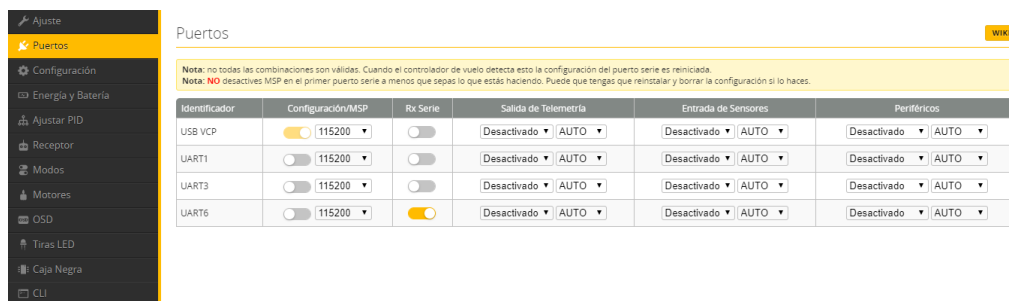 Ajuste
Puertos
Configuración
Energía y Batería
Ajustar PID
Receptor
Modos
Motores
OSD
Tiras LED
Caja Negra
CLI
Puertos
WIKI
Nota: no todas las combinaciones son válidas. Cuando el controlador de vuelo detecta esto la configuración del puerto serie es reiniciada.
Nota: NO desactives MSP en el primer puerto serie a menos que sepas lo que estás haciendo. Puede que tengas que reinstalar y borrar la configuración si lo haces.
Identificador Configuración/MSP Rx Serie Salida de Telemetría Entrada de Sensores Periféricos
USB VCP 115200 Desactivado AUTO Desactivado AUTO Desactivado AUTO
UART1 115200 Desactivado AUTO Desactivado AUTO Desactivado AUTO
UART3 115200 Desactivado AUTO Desactivado AUTO Desactivado AUTO
UART6 115200 Desactivado AUTO Desactivado AUTO Desactivado AUTO